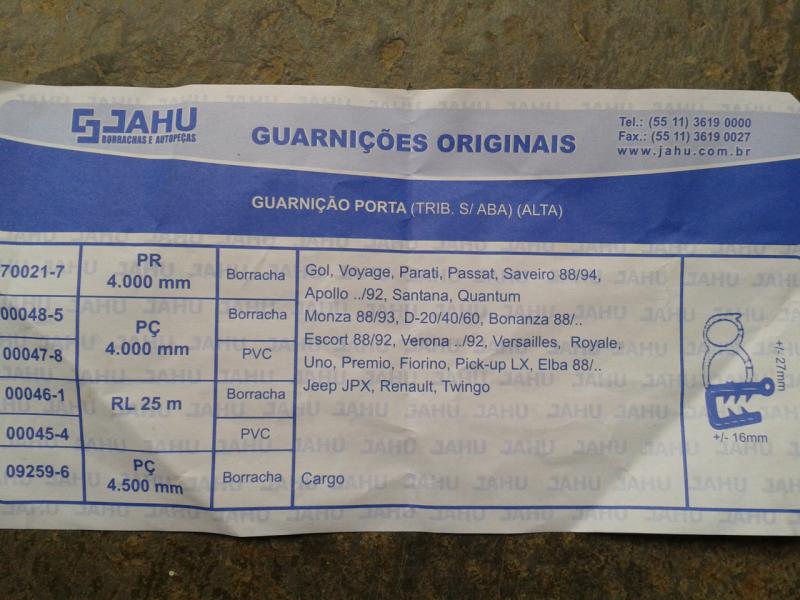 JAHU
BORRACHAS E AUTOPEÇAS
GUARNIÇÕES ORIGINAIS
Tel.: (55 11) 3619 0000
Fax.: (55 11) 3619 0027
www.jahu.com.br
GUARNIÇÃO PORTA (TRIB. S/ ABA) (ALTA)
70021-7 PR 4.000 mm Borracha
00048-5 PÇ 4.000 mm Borracha
00047-8 PVC
00046-1 RL 25 m Borracha
00045-4 PVC
Gol, Voyage, Parati, Passat, Saveiro 88/94,
Apollo ../92, Santana, Quantum
Monza 88/93, D-20/40/60, Bonanza 88/..
Escort 88/92, Verona ../92, Versailles, Royale,
Uno, Premio, Fiorino, Pick-up LX, Elba 88/..
Jeep JPX, Renault, Twingo
09259-6 PÇ 4.500 mm Borracha Cargo
+/- 27mm
+/- 16mm